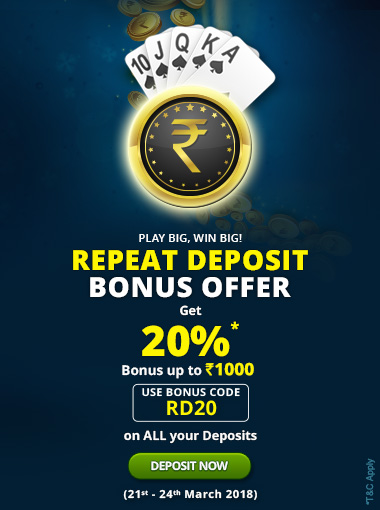 10 J Q K A
₹
PLAY BIG, WIN BIG!
REPEAT DEPOSIT
BONUS OFFER
Get
20%*
Bonus up to ₹1000
USE BONUS CODE
RD20
on ALL your Deposits
DEPOSIT NOW
(21st - 24th March 2018)
*T&C Apply